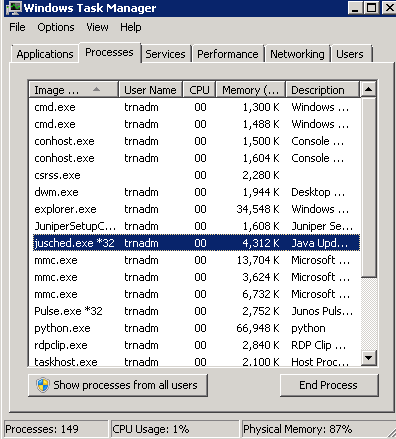 Windows Task Manager
File Options View Help
Applications Processes Services Performance Networking Users
Image ... User Name CPU Memory (... Description
cmd.exe trnadm 00 1,300 K Windows ...
cmd.exe trnadm 00 1,488 K Windows ...
conhost.exe trnadm 00 1,500 K Console ...
conhost.exe trnadm 00 1,604 K Console ...
csrss.exe 00 2,280 K
dwm.exe trnadm 00 1,944 K Desktop ...
explorer.exe trnadm 00 34,548 K Windows ...
JuniperSetupC... trnadm 00 1,608 K Juniper Se...
jusched.exe *32 trnadm 00 4,312 K Java Upd...
mmc.exe trnadm 00 13,704 K Microsoft ...
mmc.exe trnadm 00 3,624 K Microsoft ...
mmc.exe trnadm 00 6,732 K Microsoft ...
Pulse.exe *32 trnadm 00 2,752 K Junos Puls...
python.exe trnadm 00 66,948 K python
rdpclip.exe trnadm 00 2,840 K RDP Clip ...
taskhost.exe trnadm 00 2,100 K Host Proc...
Show processes from all users End Process
Processes: 149 CPU Usage: 1% Physical Memory: 87%